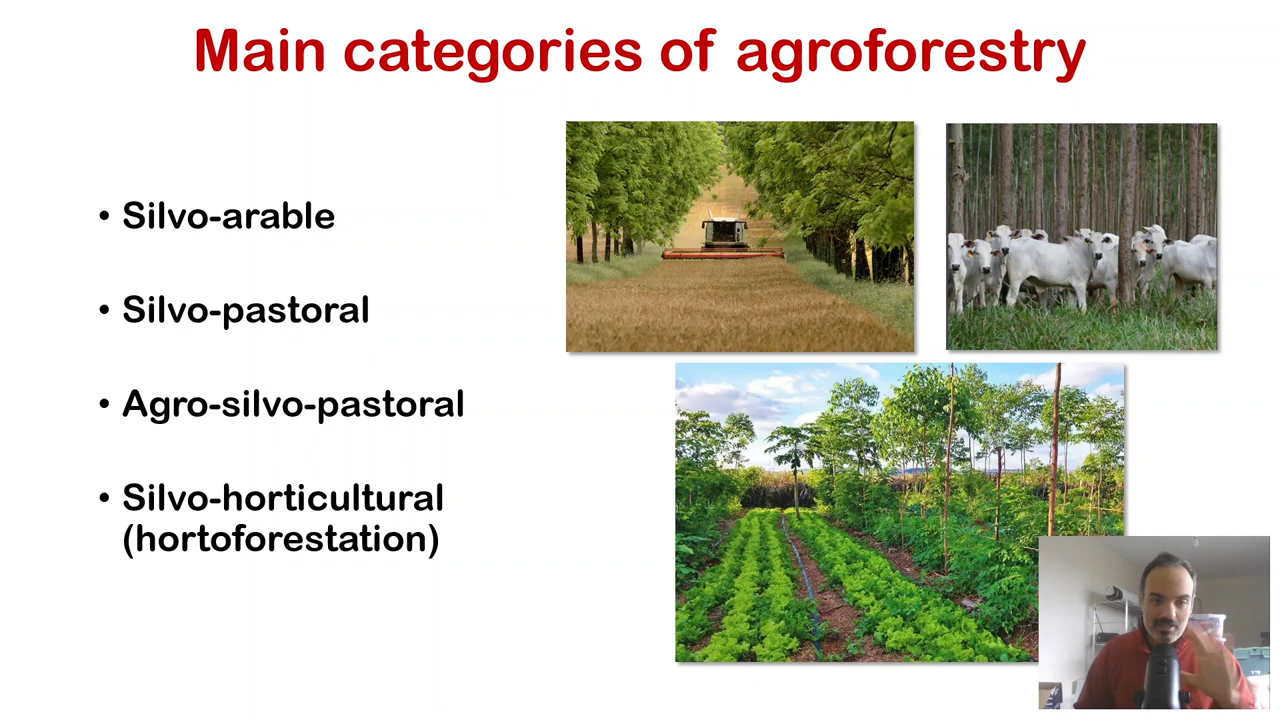 Main categories of agroforestry
• Silvo-arable
• Silvo-pastoral
• Agro-silvo-pastoral
• Silvo-horticultural
(hortoforestation)